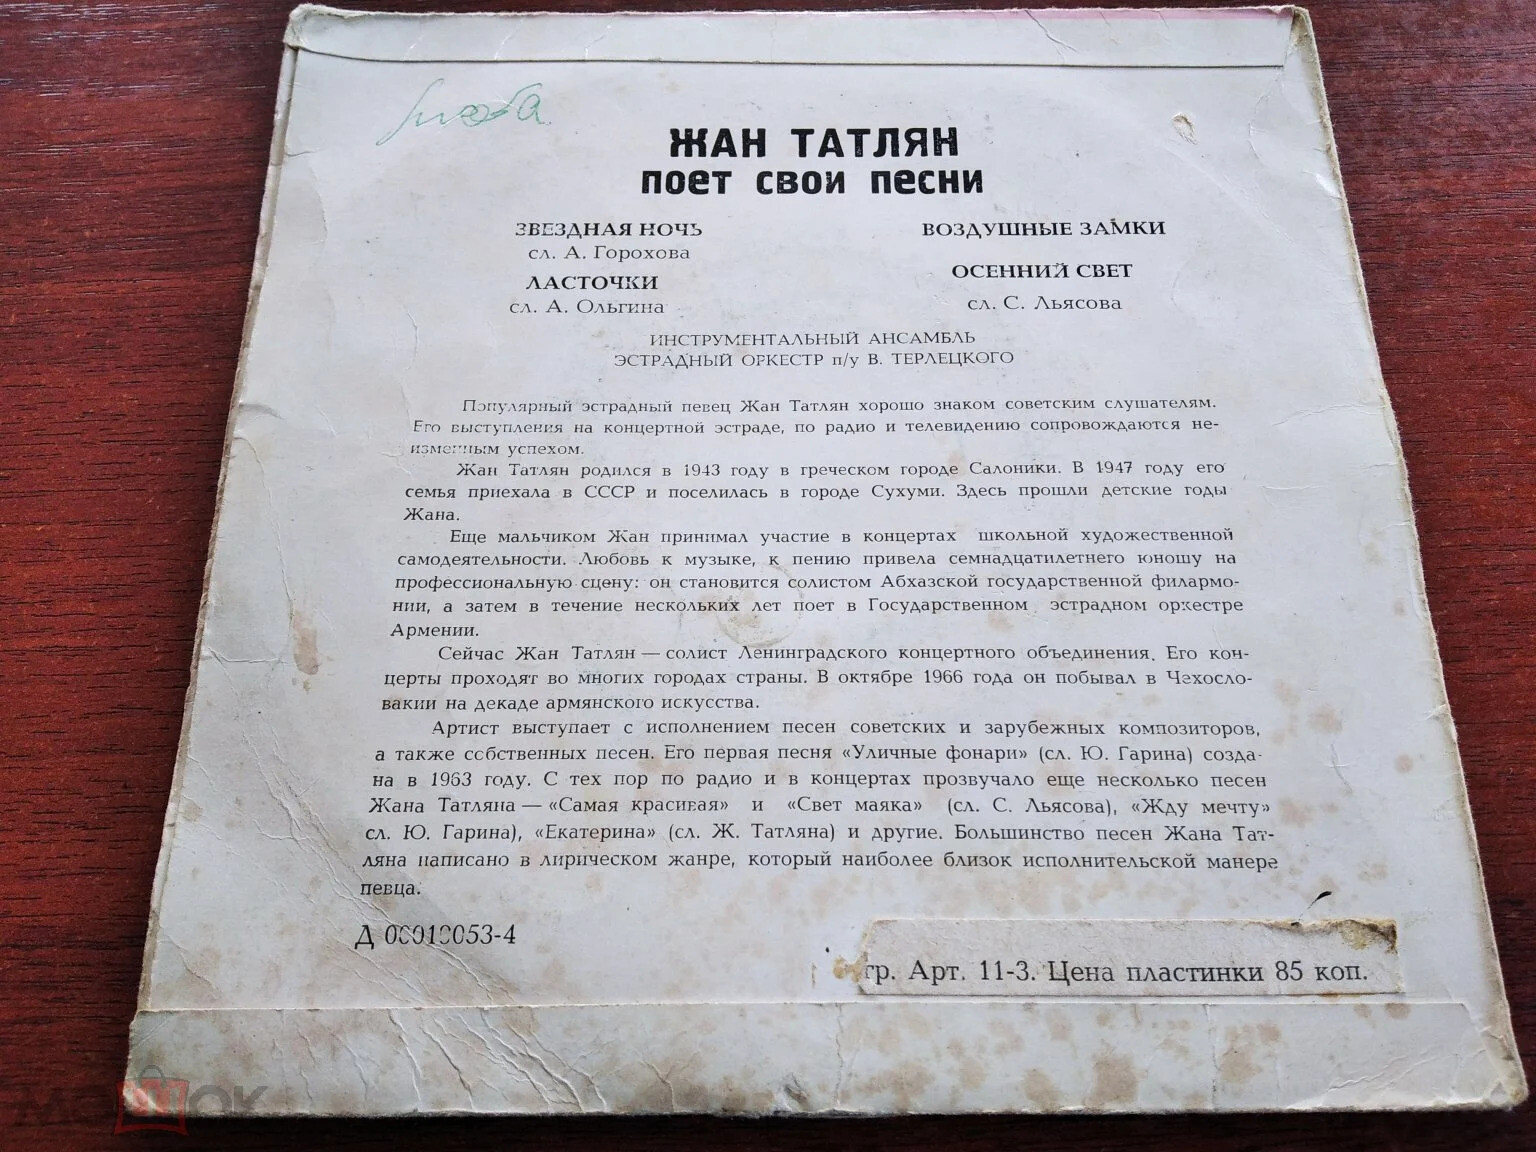 ЖАН ТАТЛЯН
ПОЕТ СВОИ ПЕСНИ
ЗВЕЗДНАЯ НОЧЬ
сл. А. Горохова
ЛАСТОЧКИ
сл. А. Ольгина
ВОЗДУШНЫЕ ЗАМКИ
ОСЕННИЙ СВЕТ
сл. С. Льясова
ИНСТРУМЕНТАЛЬНЫЙ АНСАМБЛЬ
ЭСТРАДНЫЙ ОРКЕСТР п/у В. ТЕРЛЕЦКОГО
Популярный эстрадный певец Жан Татлян хорошо знаком советским слушателям.
Его выступления на концертной эстраде, по радио и телевидению сопровождаются не-
изменным успехом.
Жан Татлян родился в 1943 году в греческом городе Салоники. В 1947 году его
семья приехала в СССР и поселилась в городе Сухуми. Здесь прошли детские годы
Жана.
Еще мальчиком Жан принимал участие в концертах школьной художественной
самодеятельности. Любовь к музыке, к пению привела семнадцатилетнего юношу на
профессиональную сцену: он становится солистом Абхазской государственной филармо-
нии, а затем в течение нескольких лет поет в Государственном эстрадном оркестре
Армении.
Сейчас Жан Татлян — солист Ленинградского концертного объединения. Его кон-
церты проходят во многих городах страны. В октябре 1966 года он побывал в Чехосло-
вакии на декаде армянского искусства.
Артист выступает с исполнением песен советских и зарубежных композиторов,
а также собственных песен. Его первая песня «Уличные фонари» (сл. Ю. Гарина) созда-
на в 1963 году. С тех пор по радио и в концертах прозвучало еще несколько песен
Жана Татляна — «Самая красивая» и «Свет маяка» (сл. С. Льясова), «Жду мечту»
сл. Ю. Гарина), «Екатерина» (сл. Ж. Татляна) и другие. Большинство песен Жана Тат-
ляна написано в лирическом жанре, который наиболее близок исполнительской манере
певца.
Д 00019053-4
гр. Арт. 11-3. Цена пластинки 85 коп.
МЕШОК